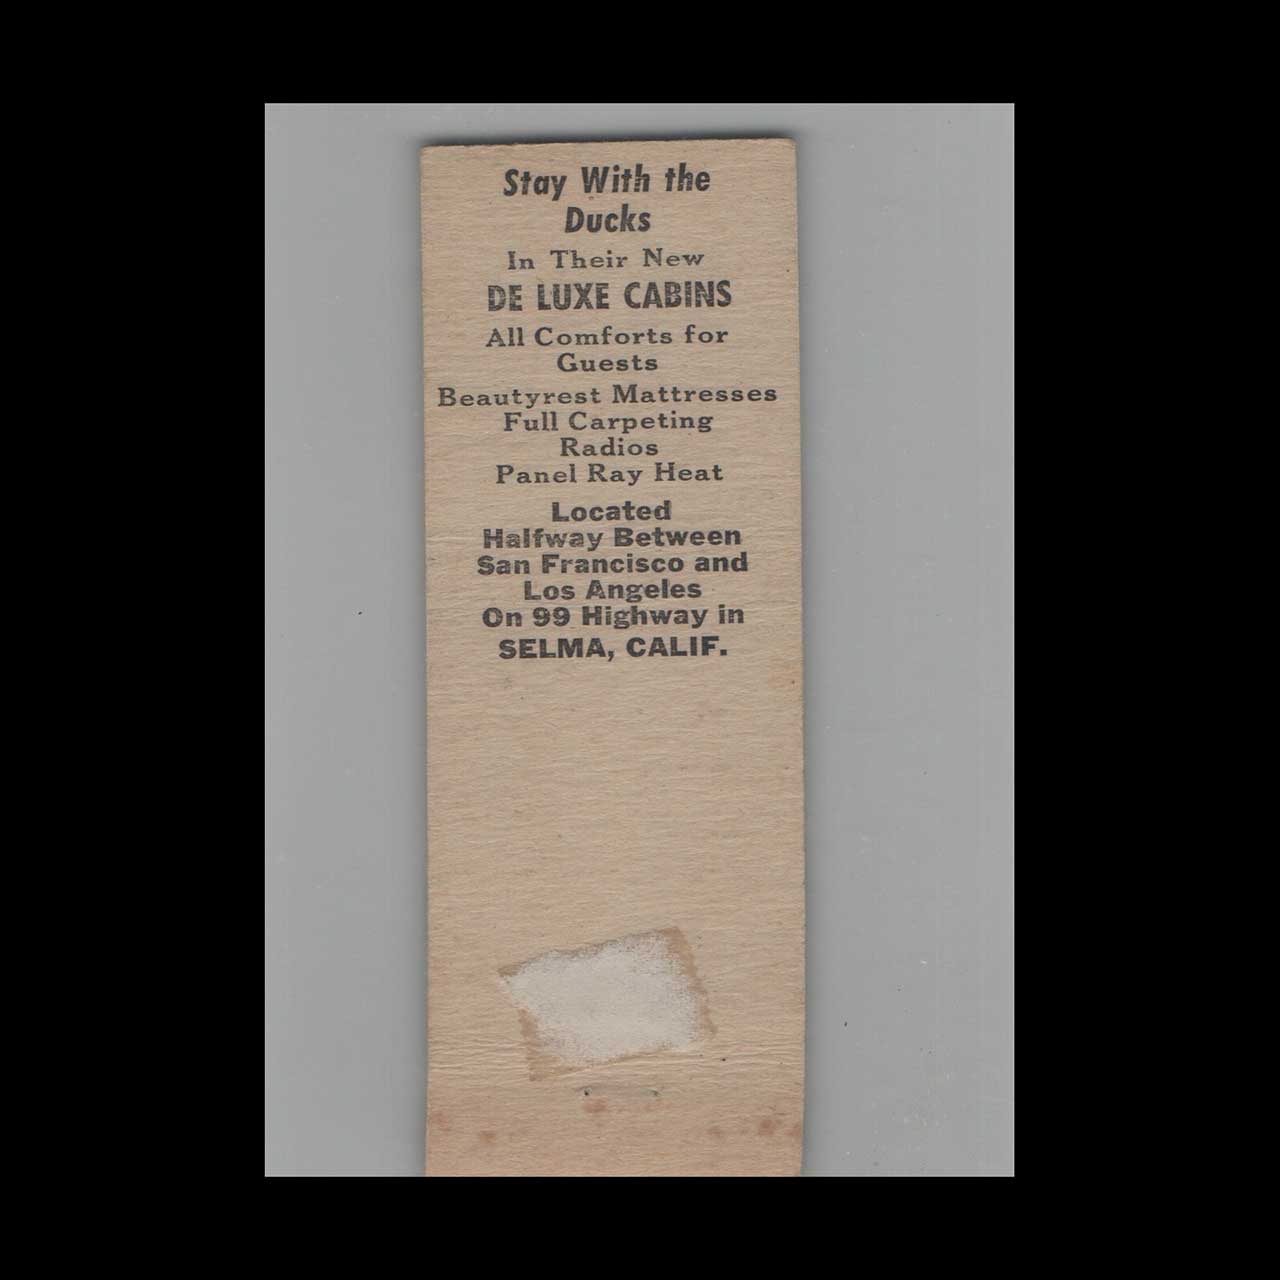 Stay With the
Ducks
In Their New
DE LUXE CABINS
All Comforts for
Guests
Beautyrest Mattresses
Full Carpeting
Radios
Panel Ray Heat
Located
Halfway Between
San Francisco and
Los Angeles
On 99 Highway in
SELMA, CALIF.